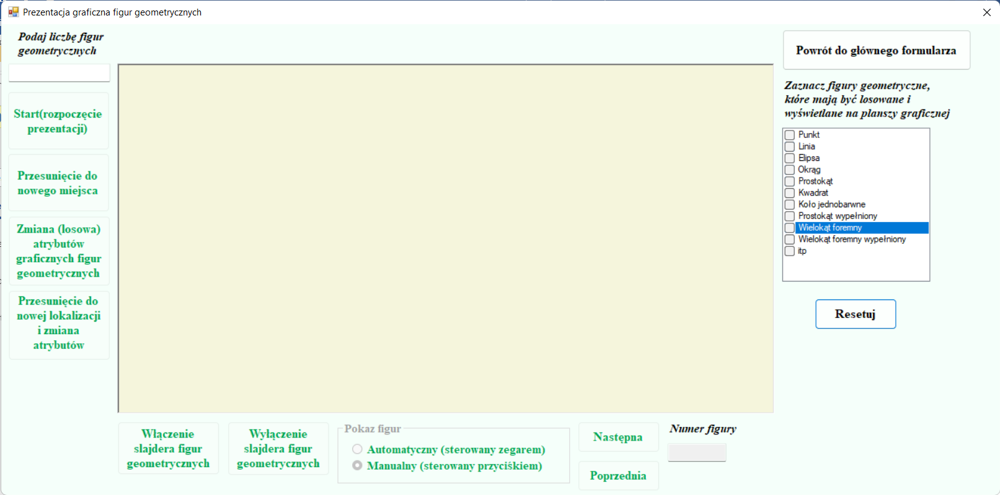 Prezentacja graficzna figur geometrycznych
Podaj liczbę figur
geometrycznych
Start(rozpoczęcie
prezentacji)
Przesunięcie do
nowego miejsca
Zmiana (losowa)
atrybutów
graficznych figur
geometrycznych
Przesunięcie do
nowej lokalizacji
i zmiana
atrybutów
Powrót do głównego formularza
Zaznacz figury geometryczne,
które mają być losowane i
wyświetlane na planszy graficznej
Punkt
Linia
Elipsa
Okrąg
Prostokąt
Kwadrat
Koło jednobarwne
Prostokąt wypełniony
Wielokąt foremny
Wielokąt foremny wypełniony
itp
Resetuj
Włączenie
slajdera figur
geometrycznych
Wyłączenie
slajdera figur
geometrycznych
Pokaz figur
Automatyczny (sterowany zegarem)
Manualny (sterowany przyciśkiem)
Następna
Poprzednia
Numer figury